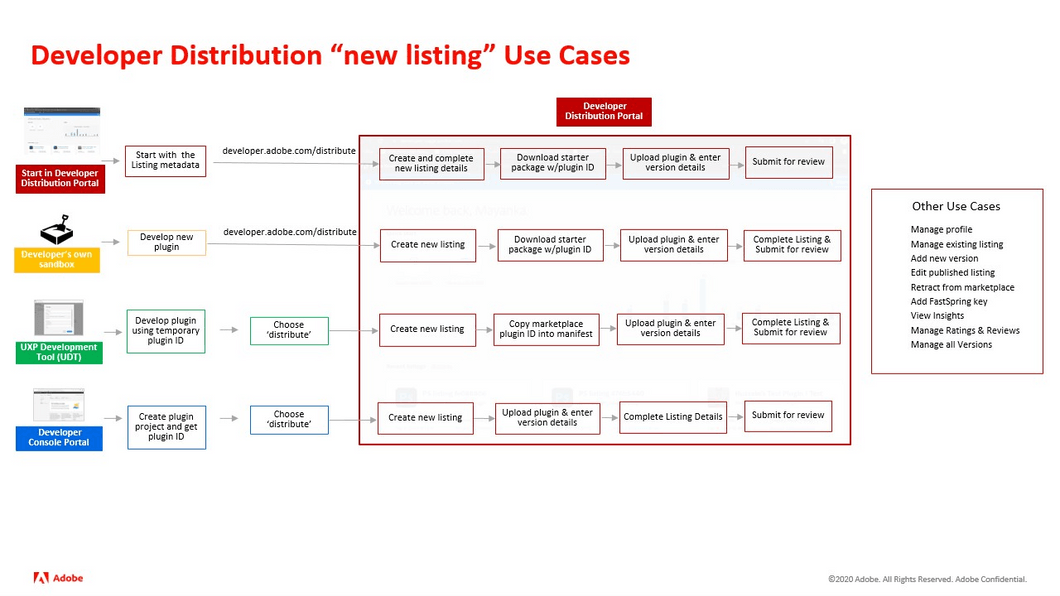 Developer Distribution “new listing” Use Cases
Developer
Distribution Portal
Start in Developer
Distribution Portal
Start with the
Listing metadata
developer.adobe.com/distribute
Create and complete
new listing details
Download starter
package w/plugin ID
Upload plugin & enter
version details
Submit for review
Developer's own
sandbox
Develop new
plugin
developer.adobe.com/distribute
Create new listing
Download starter
package w/plugin ID
Upload plugin & enter
version details
Complete Listing &
Submit for review
UXP Development
Tool (UDT)
Develop plugin
using temporary
plugin ID
Choose
‘distribute’
Create new listing
Copy marketplace
plugin ID into manifest
Upload plugin & enter
version details
Complete Listing &
Submit for review
Developer
Console Portal
Create plugin
project and get
plugin ID
Choose
‘distribute’
Create new listing
Upload plugin & enter
version details
Complete Listing Details
Submit for review
Other Use Cases
Manage profile
Manage existing listing
Add new version
Edit published listing
Retract from marketplace
Add FastSpring key
View Insights
Manage Ratings & Reviews
Manage all Versions
Adobe
©2020 Adobe. All Rights Reserved. Adobe Confidential.